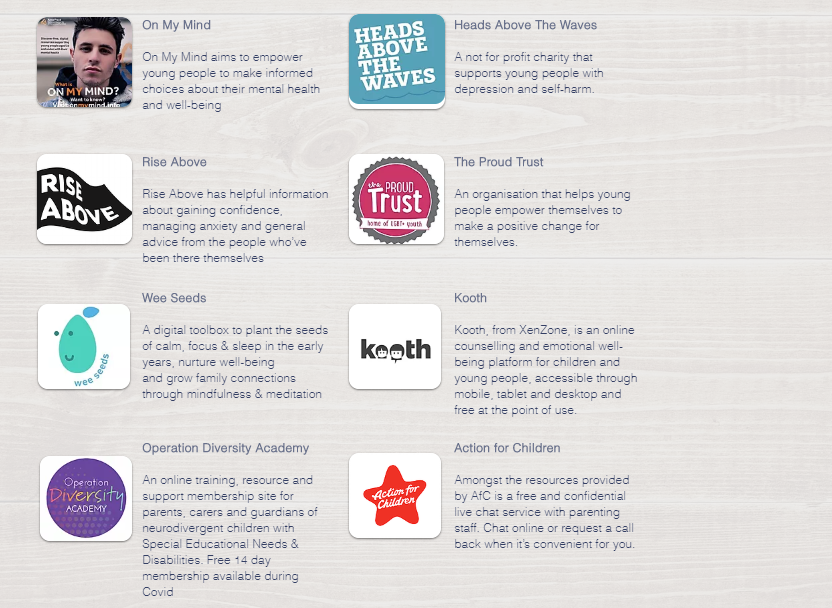 On My Mind
On My Mind aims to empower
young people to make informed
choices about their mental health
and well-being
What is
ON MY MIND?
Want to know?
Heads Above The Waves
A not for profit charity that
supports young people with
depression and self-harm.
HEADS
ABOVE
THE
WAVES
Rise Above
Rise Above has helpful information
about gaining confidence,
managing anxiety and general
advice from the people who've
been there themselves
RISE
ABOVE
The Proud Trust
An organisation that helps young
people empower themselves to
make a positive change for
themselves.
the PROUD
Trust
home of LGBT+ youth
Wee Seeds
A digital toolbox to plant the seeds
of calm, focus & sleep in the early
years, nurture well-being
and grow family connections
through mindfulness & meditation
wee seeds
Kooth
Kooth, from XenZone, is an online
counselling and emotional well-
being platform for children and
young people, accessible through
mobile, tablet and desktop and
free at the point of use.
kooth
Operation Diversity Academy
An online training, resource and
support membership site for
parents, carers and guardians of
neurodivergent children with
Special Educational Needs &
Disabilities. Free 14 day
membership available during
Covid
Operation
Diversity
ACADEMY
Action for Children
Amongst the resources provided
by AfC is a free and confidential
live chat service with parenting
staff. Chat online or request a call
back when it's convenient for you.
Action for
Children